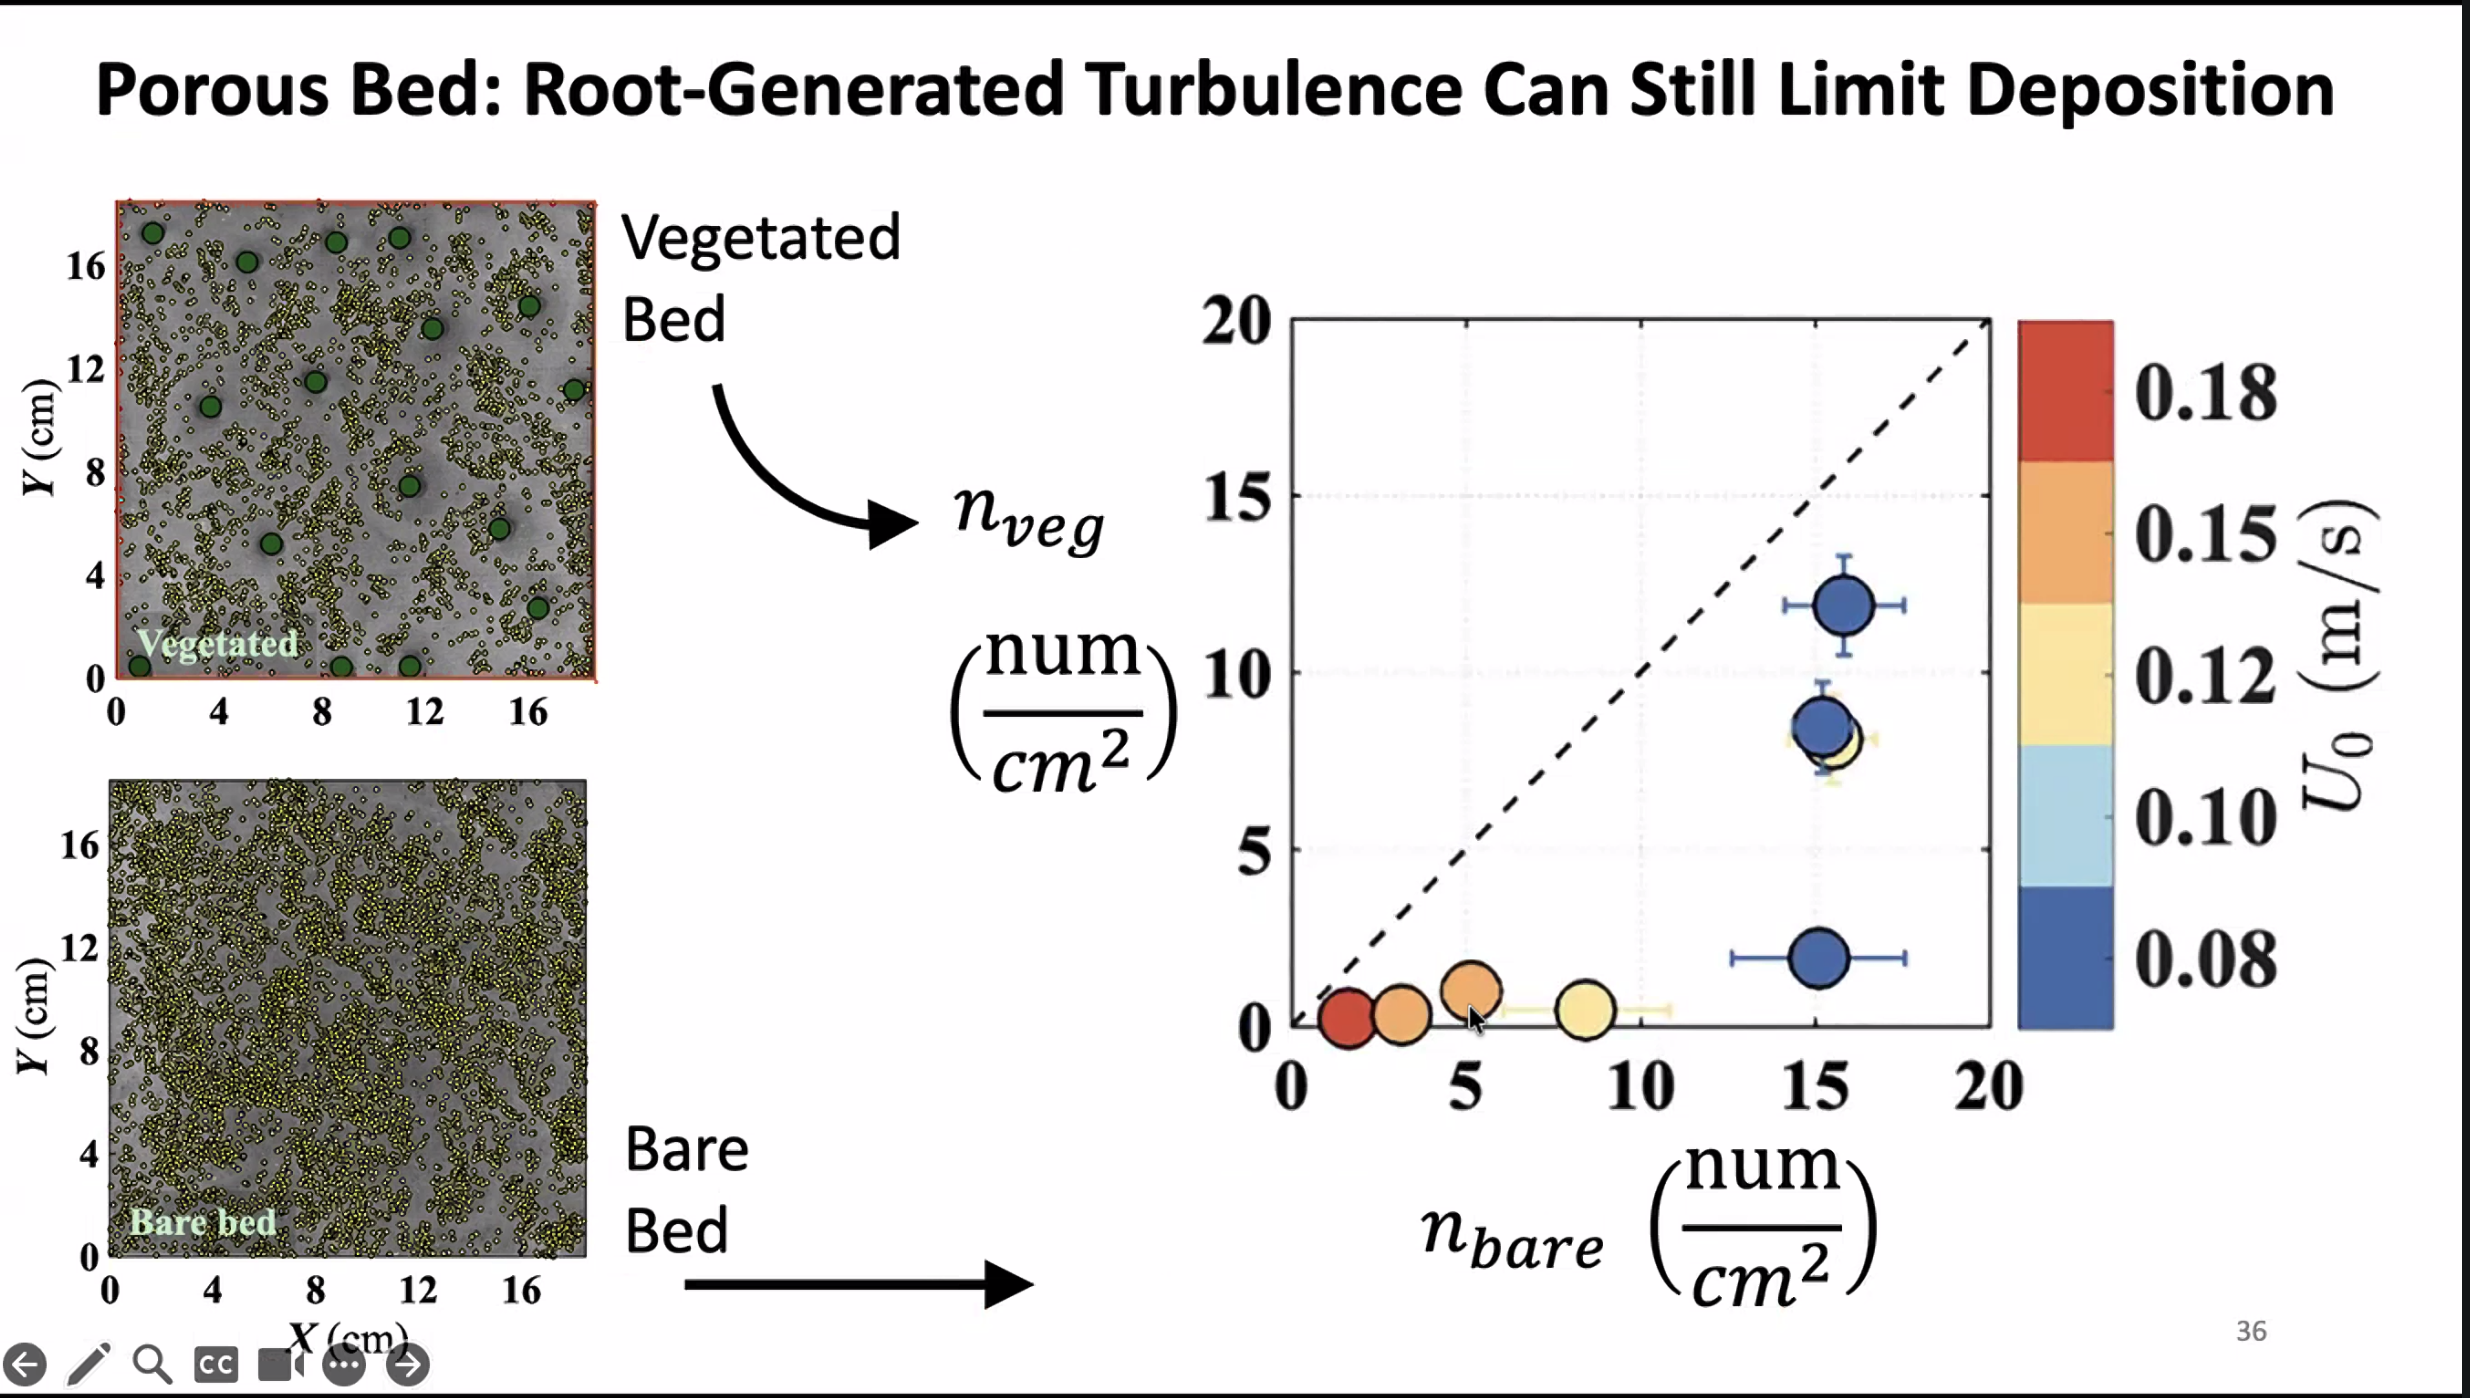 Porous Bed: Root-Generated Turbulence Can Still Limit Deposition
Y (cm)
16
12
8
4
0
Vegetated
0 4 8 12 16
Vegetated
Bed
Y (cm)
16
12
8
4
0
Bare bed
0 4 8 12 16
X (cm)
Bare
Bed
n_veg
(num/cm²)
20
15
10
5
0
0 5 10 15 20
n_bare (num/cm²)
0.18
0.15
0.12
0.10
0.08
U₀ (m/s)
36
CC